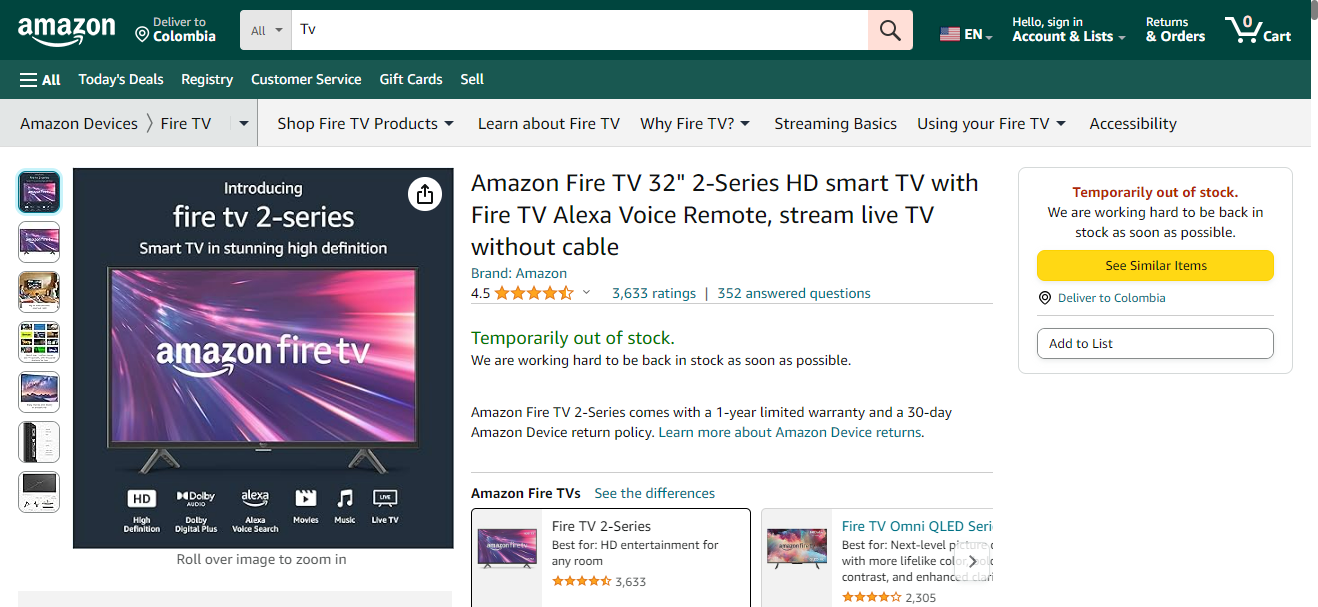 amazon
Deliver to
Colombia
All
Tv
EN
Hello, sign in
Account & Lists
Returns
& Orders
0
Cart
All
Today's Deals
Registry
Customer Service
Gift Cards
Sell
Amazon Devices
Fire TV
Shop Fire TV Products
Learn about Fire TV
Why Fire TV?
Streaming Basics
Using your Fire TV
Accessibility
Introducing
fire tv 2-series
Smart TV in stunning high definition
amazon fire tv
HD
Dolby
AUDIO
alexa
LIVE
High
Definition
Dolby
Digital Plus
Alexa
Voice Search
Movies
Music
Live TV
Roll over image to zoom in
Amazon Fire TV 32" 2-Series HD smart TV with
Fire TV Alexa Voice Remote, stream live TV
without cable
Brand: Amazon
4.5
3,633 ratings | 352 answered questions
Temporarily out of stock.
We are working hard to be back in stock as soon as possible.
Amazon Fire TV 2-Series comes with a 1-year limited warranty and a 30-day
Amazon Device return policy. Learn more about Amazon Device returns.
Amazon Fire TVs See the differences
Fire TV 2-Series
Best for: HD entertainment for
any room
3,633
Fire TV Omni QLED Seri
Best for: Next-level picture
with more lifelike color,
contrast, and enhanced
2,305
Temporarily out of stock.
We are working hard to be back in
stock as soon as possible.
See Similar Items
Deliver to Colombia
Add to List